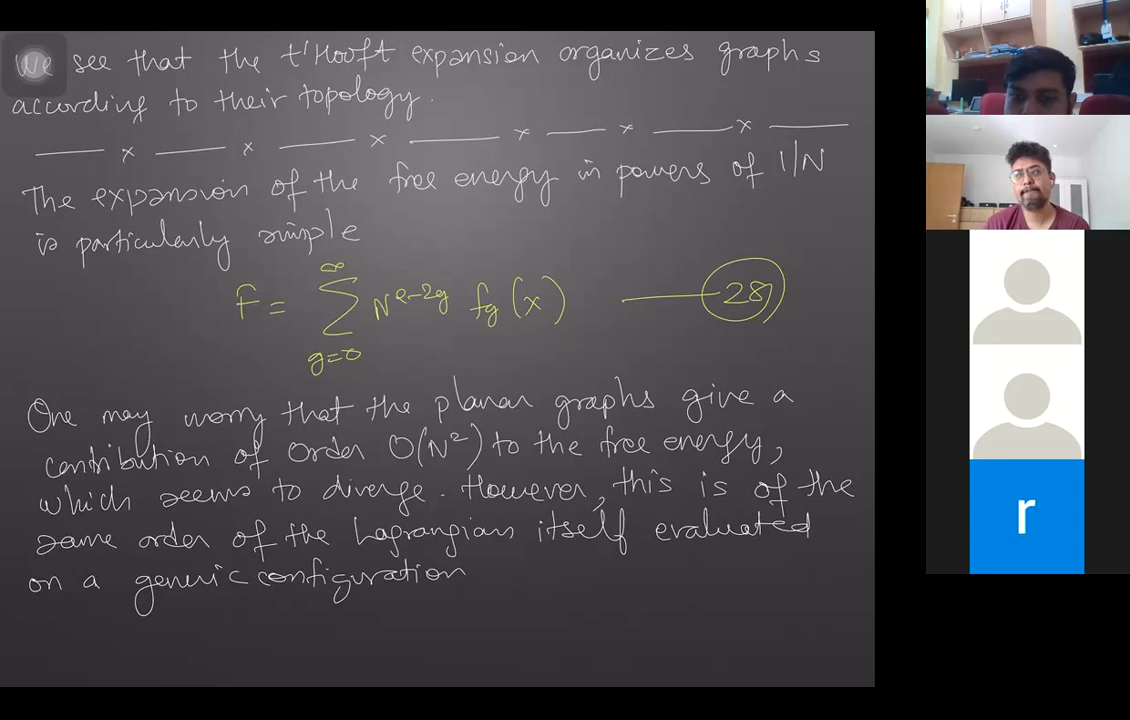 We see that the t'Hooft expansion organizes graphs
according to their topology.
— x — x — x — x — x — x —
The expansion of the free energy in powers of 1/N
is particularly simple
F = ∑_{g=0}^{∞} N^{2-2g} fg(x) — 28
One may worry that the planar graphs give a
contribution of order O(N²) to the free energy,
which seems to diverge. However, this is of the
same order of the Lagrangian itself evaluated
on a generic configuration
r